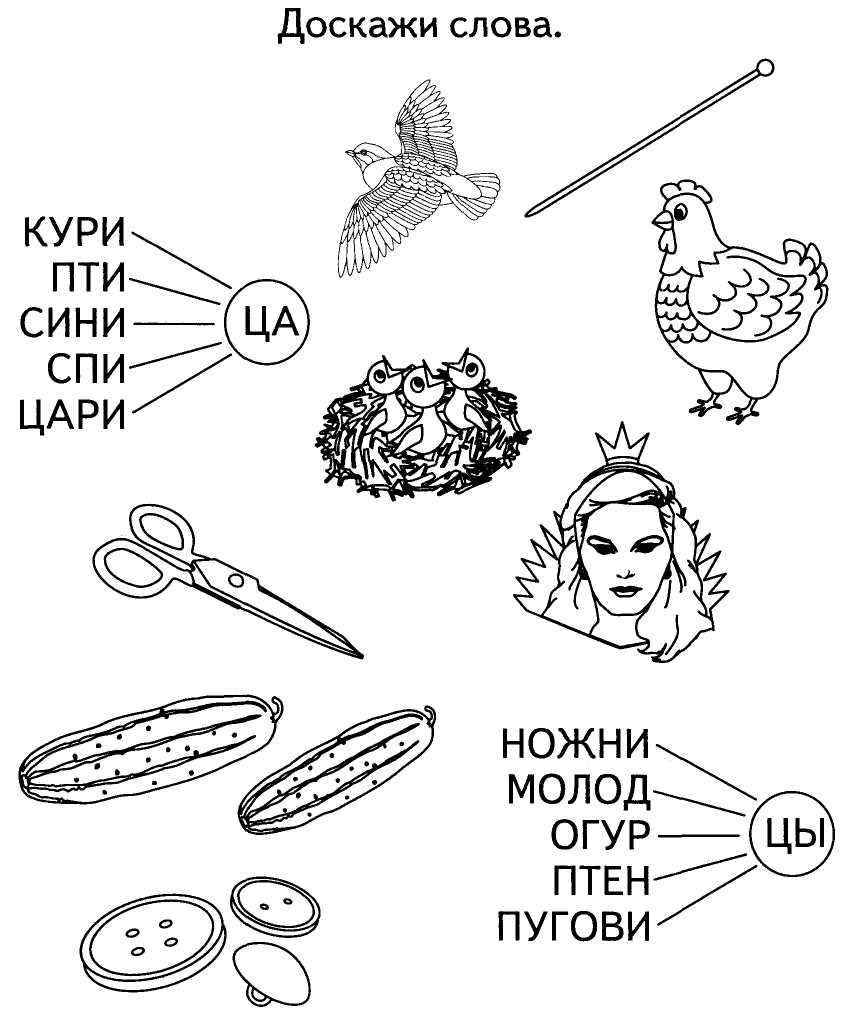 Доскажи слова.
КУРИ
ПТИ
СИНИ
СПИ
ЦАРИ
ЦА
НОЖНИ
МОЛОД
ОГУР
ПТЕН
ПУГОВИ
ЦЫ